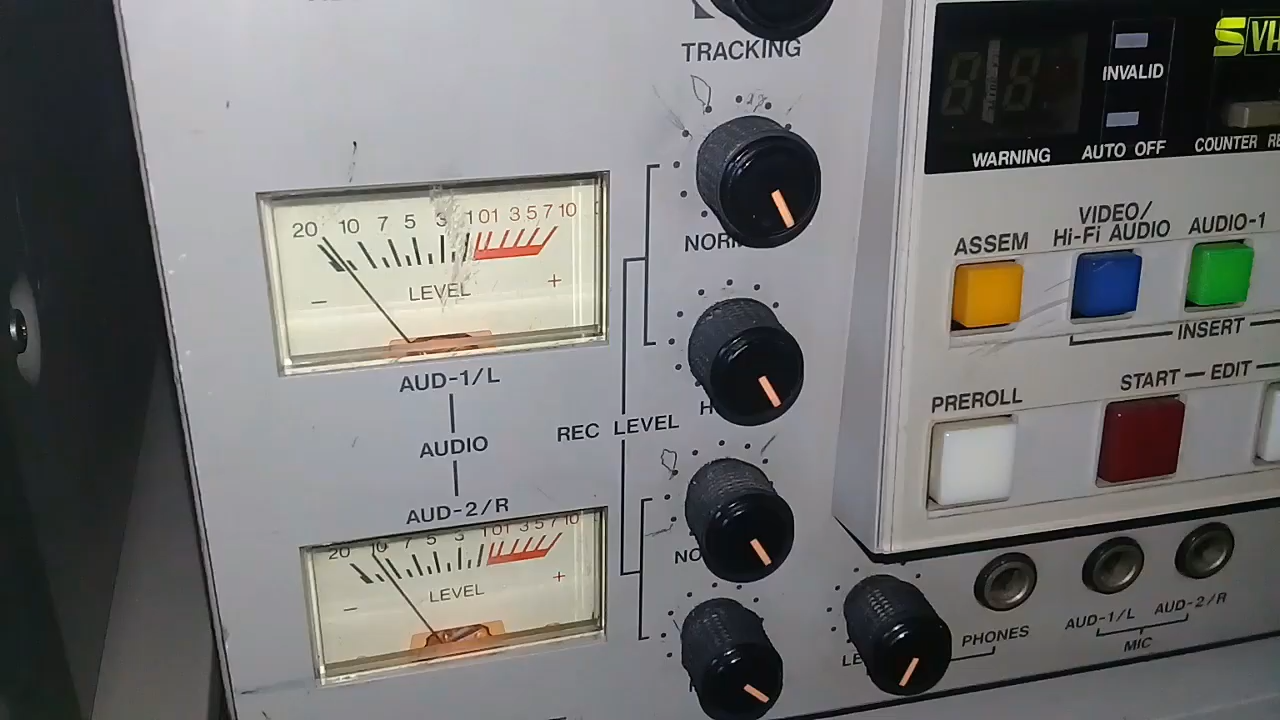 TRACKING
INVALID
WARNING
AUTO OFF
COUNTER
20 10 7 5 3 1 0 1 3 5 7 10
LEVEL
− +
AUD-1/L
AUDIO
AUD-2/R
20 10 7 5 3 1 0 1 3 5 7 10
LEVEL
− +
REC LEVEL
ASSEM
VIDEO/
Hi-Fi AUDIO
AUDIO-1
INSERT
PREROLL
START — EDIT
PHONES
AUD-1/L
AUD-2/R
MIC